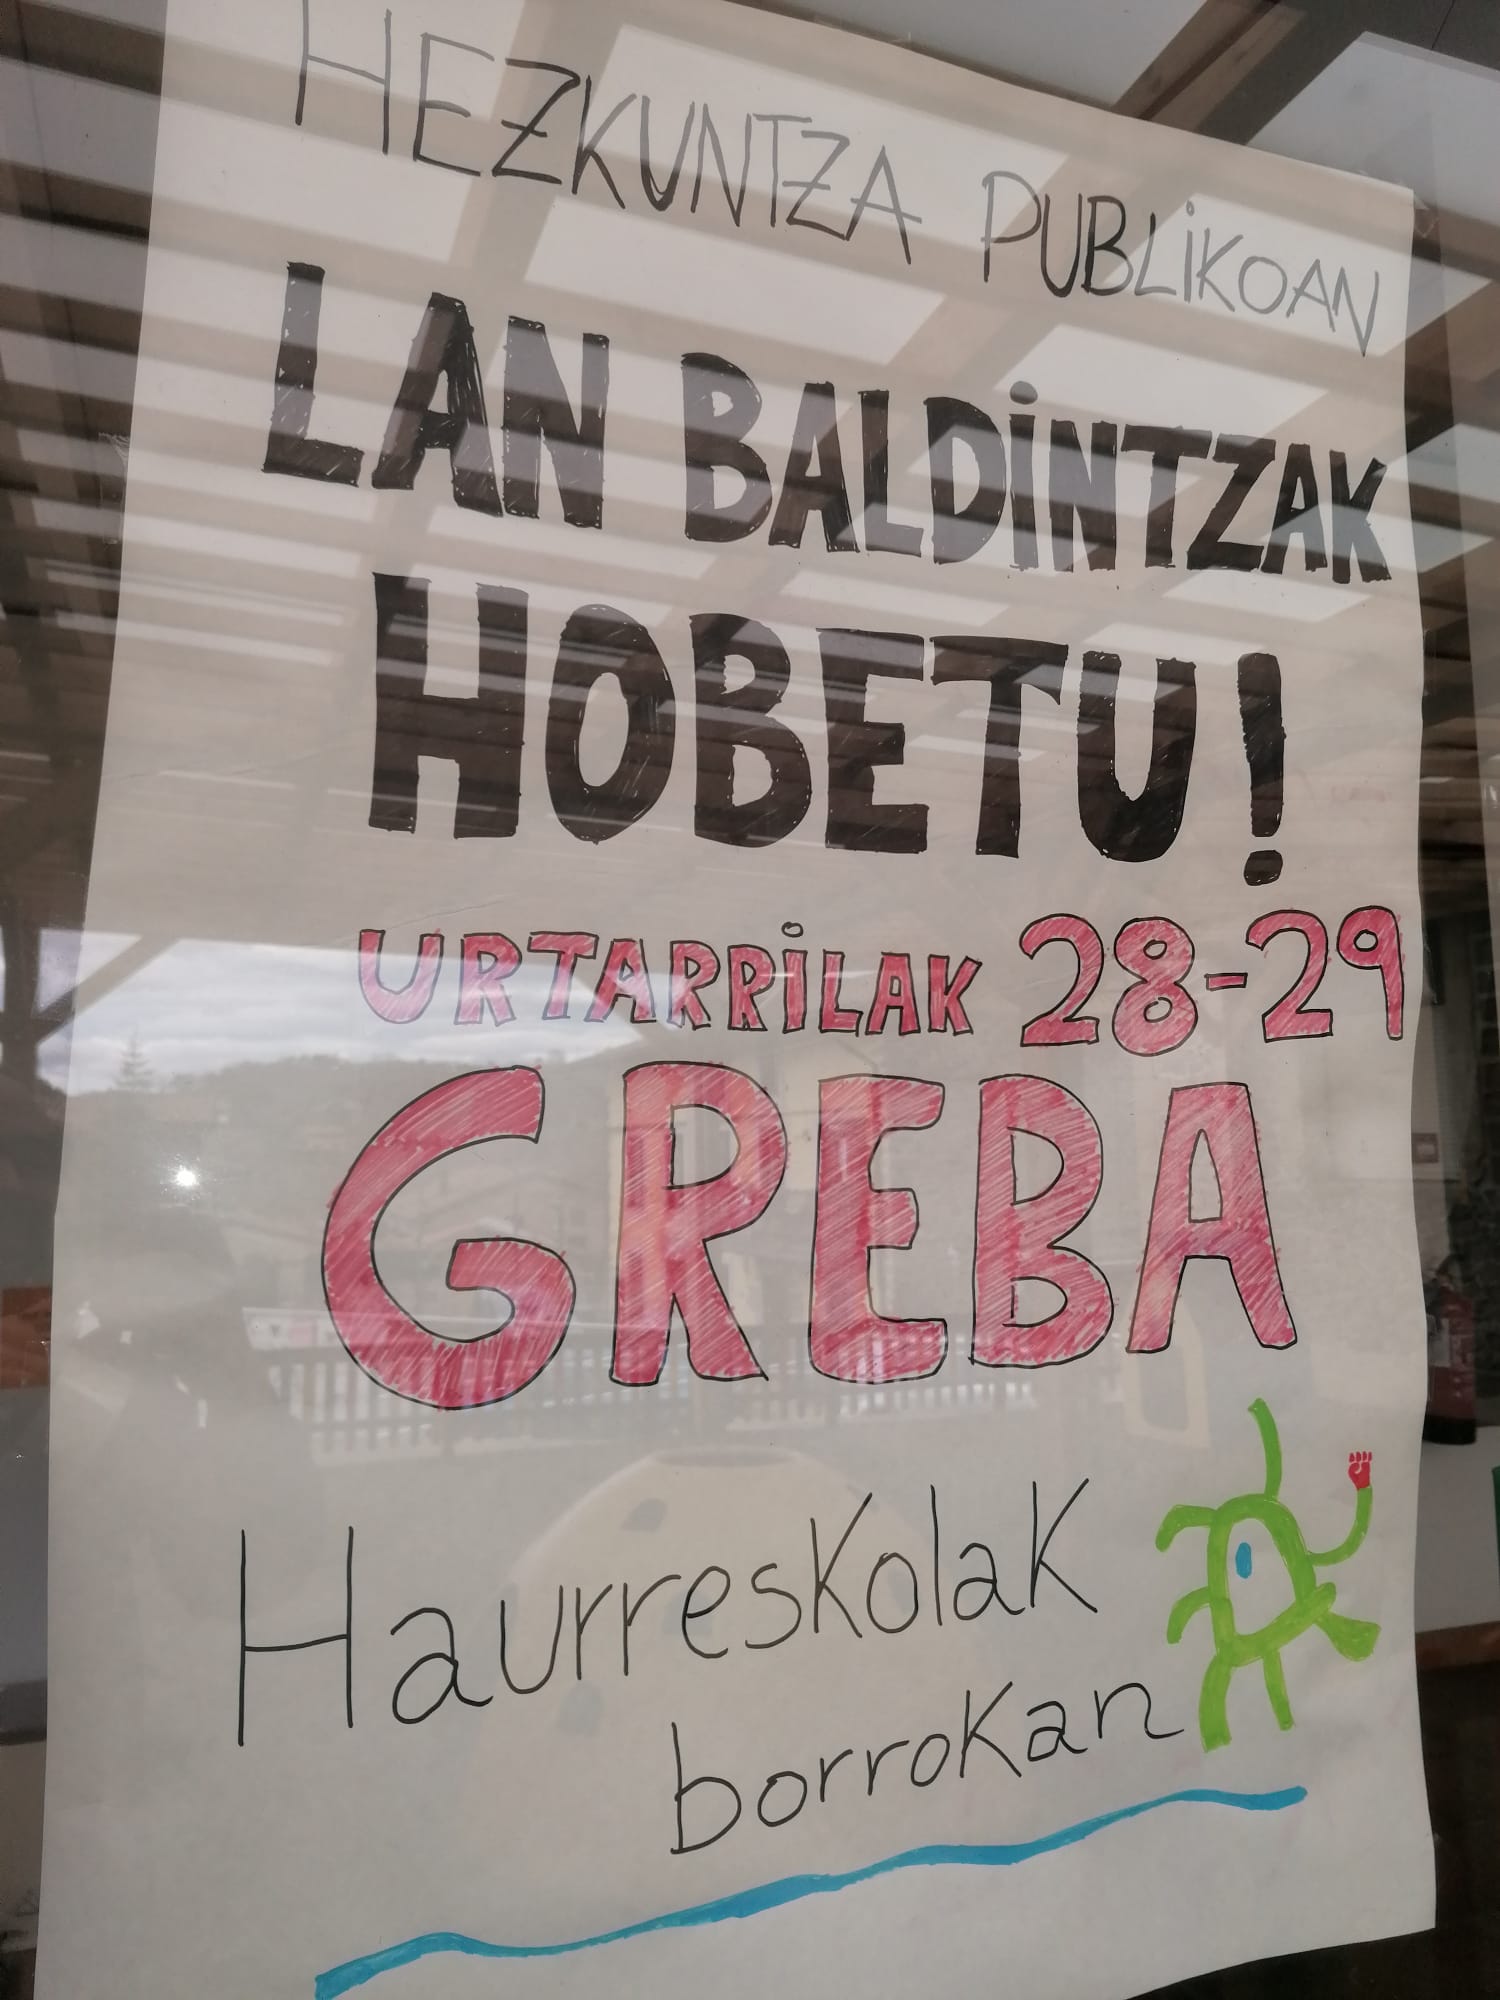 HEZKUNTZA PUBLIKOAN
LAN BALDINTZAK
HOBETU!
URTARRILAK 28-29
GREBA
Haurreskolak
borrokan